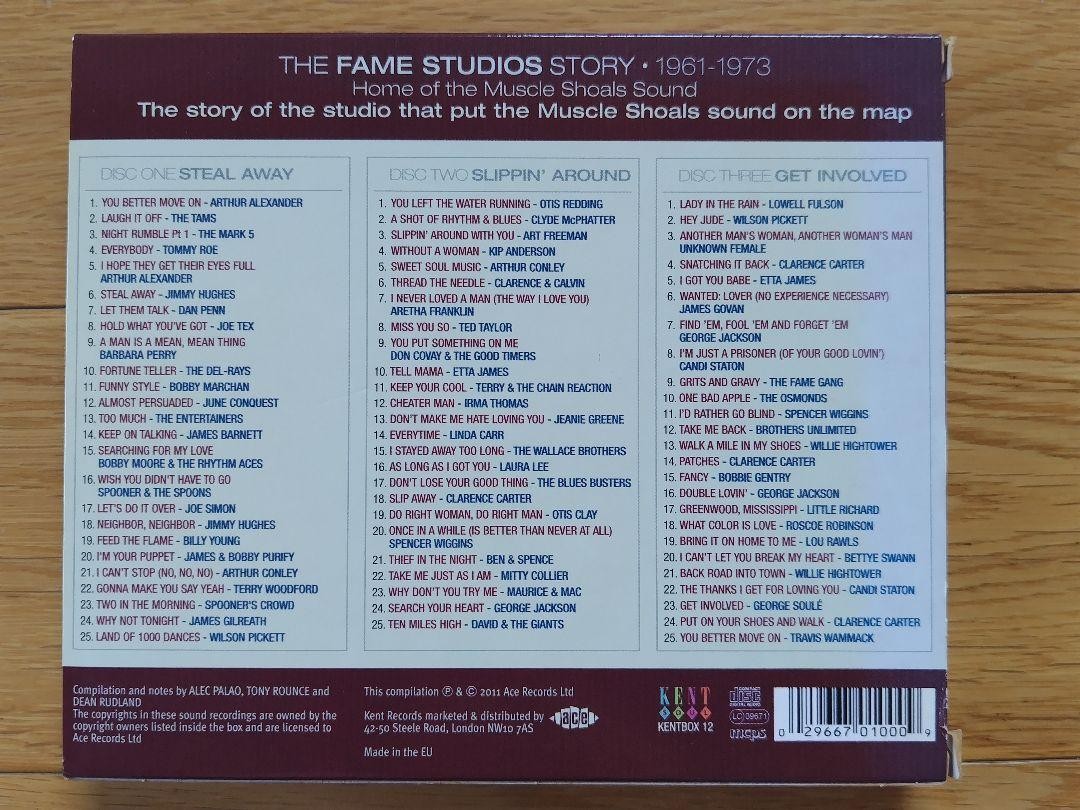 THE FAME STUDIOS STORY • 1961-1973
Home of the Muscle Shoals Sound
The story of the studio that put the Muscle Shoals sound on the map
DISC ONE STEAL AWAY
1. YOU BETTER MOVE ON - ARTHUR ALEXANDER
2. LAUGH IT OFF - THE TAMS
3. NIGHT RUMBLE Pt 1 - THE MARK 5
4. EVERYBODY - TOMMY ROE
5. I HOPE THEY GET THEIR EYES FULL
ARTHUR ALEXANDER
6. STEAL AWAY - JIMMY HUGHES
7. LET THEM TALK - DAN PENN
8. HOLD WHAT YOU'VE GOT - JOE TEX
9. A MAN IS A MEAN, MEAN THING
BARBARA PERRY
10. FORTUNE TELLER - THE DEL-RAYS
11. FUNNY STYLE - BOBBY MARCHAN
12. ALMOST PERSUADED - JUNE CONQUEST
13. TOO MUCH - THE ENTERTAINERS
14. KEEP ON TALKING - JAMES BARNETT
15. SEARCHING FOR MY LOVE
BOBBY MOORE & THE RHYTHM ACES
16. WISH YOU DIDN'T HAVE TO GO
SPOONER & THE SPOONS
17. LET'S DO IT OVER - JOE SIMON
18. NEIGHBOR, NEIGHBOR - JIMMY HUGHES
19. FEED THE FLAME - BILLY YOUNG
20. I'M YOUR PUPPET - JAMES & BOBBY PURIFY
21. I CAN'T STOP (NO, NO, NO) - ARTHUR CONLEY
22. GONNA MAKE YOU SAY YEAH - TERRY WOODFORD
23. TWO IN THE MORNING - SPOONER'S CROWD
24. WHY NOT TONIGHT - JAMES GILREATH
25. LAND OF 1000 DANCES - WILSON PICKETT
DISC TWO SLIPPIN' AROUND
1. YOU LEFT THE WATER RUNNING - OTIS REDDING
2. A SHOT OF RHYTHM & BLUES - CLYDE McPHATTER
3. SLIPPIN' AROUND WITH YOU - ART FREEMAN
4. WITHOUT A WOMAN - KIP ANDERSON
5. SWEET SOUL MUSIC - ARTHUR CONLEY
6. THREAD THE NEEDLE - CLARENCE & CALVIN
7. I NEVER LOVED A MAN (THE WAY I LOVE YOU)
ARETHA FRANKLIN
8. MISS YOU SO - TED TAYLOR
9. YOU PUT SOMETHING ON ME
DON COVAY & THE GOOD TIMERS
10. TELL MAMA - ETTA JAMES
11. KEEP YOUR COOL - TERRY & THE CHAIN REACTION
12. CHEATER MAN - IRMA THOMAS
13. DON'T MAKE ME HATE LOVING YOU - JEANIE GREENE
14. EVERYTIME - LINDA CARR
15. I STAYED AWAY TOO LONG - THE WALLACE BROTHERS
16. AS LONG AS I GOT YOU - LAURA LEE
17. DON'T LOSE YOUR GOOD THING - THE BLUES BUSTERS
18. SLIP AWAY - CLARENCE CARTER
19. DO RIGHT WOMAN, DO RIGHT MAN - OTIS CLAY
20. ONCE IN A WHILE (IS BETTER THAN NEVER AT ALL)
SPENCER WIGGINS
21. THIEF IN THE NIGHT - BEN & SPENCE
22. TAKE ME JUST AS I AM - MITTY COLLIER
23. WHY DON'T YOU TRY ME - MAURICE & MAC
24. SEARCH YOUR HEART - GEORGE JACKSON
25. TEN MILES HIGH - DAVID & THE GIANTS
DISC THREE GET INVOLVED
1. LADY IN THE RAIN - LOWELL FULSON
2. HEY JUDE - WILSON PICKETT
3. ANOTHER MAN'S WOMAN, ANOTHER WOMAN'S MAN
UNKNOWN FEMALE
4. SNATCHING IT BACK - CLARENCE CARTER
5. I GOT YOU BABE - ETTA JAMES
6. WANTED: LOVER (NO EXPERIENCE NECESSARY)
JAMES GOVAN
7. FIND 'EM, FOOL 'EM AND FORGET 'EM
GEORGE JACKSON
8. I'M JUST A PRISONER (OF YOUR GOOD LOVIN')
CANDI STATON
9. GRITS AND GRAVY - THE FAME GANG
10. ONE BAD APPLE - THE OSMONDS
11. I'D RATHER GO BLIND - SPENCER WIGGINS
12. TAKE ME BACK - BROTHERS UNLIMITED
13. WALK A MILE IN MY SHOES - WILLIE HIGHTOWER
14. PATCHES - CLARENCE CARTER
15. FANCY - BOBBIE GENTRY
16. DOUBLE LOVIN' - GEORGE JACKSON
17. GREENWOOD, MISSISSIPPI - LITTLE RICHARD
18. WHAT COLOR IS LOVE - ROSCOE ROBINSON
19. BRING IT ON HOME TO ME - LOU RAWLS
20. I CAN'T LET YOU BREAK MY HEART - BETTYE SWANN
21. BACK ROAD INTO TOWN - WILLIE HIGHTOWER
22. THE THANKS I GET FOR LOVING YOU - CANDI STATON
23. GET INVOLVED - GEORGE SOULÉ
24. PUT ON YOUR SHOES AND WALK - CLARENCE CARTER
25. YOU BETTER MOVE ON - TRAVIS WAMMACK
Compilation and notes by ALEC PALAO, TONY ROUNCE and
DEAN RUDLAND
The copyrights in these sound recordings are owned by the
copyright owners listed inside the box and are licensed to
Ace Records Ltd
This compilation ℗ & © 2011 Ace Records Ltd
Kent Records marketed & distributed by
42-50 Steele Road, London NW10 7AS
ace
Made in the EU
KENT
SOUL
KENTBOX 12
COMPACT
disc
DIGITAL AUDIO
LC 09671
mcps
0 29667 01000 9